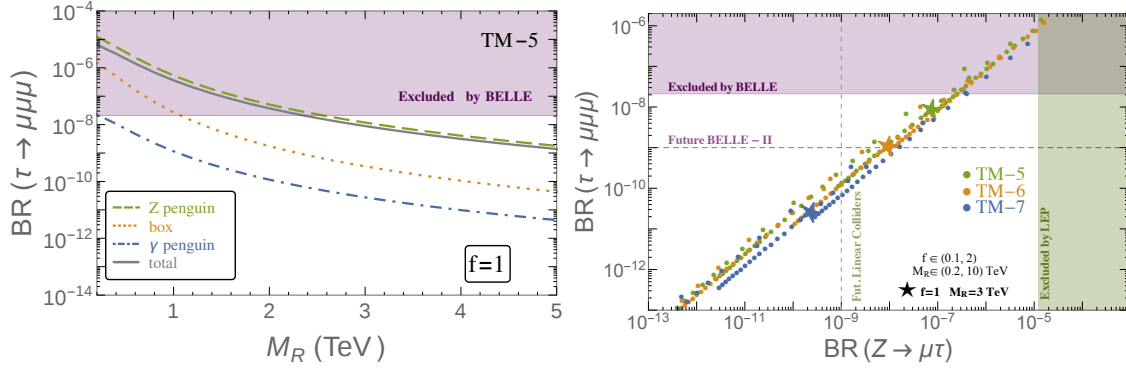 TM-5
Excluded by BELLE
Z penguin
box
γ penguin
total
f=1
10⁻⁴
10⁻⁶
10⁻⁸
10⁻¹⁰
10⁻¹²
10⁻¹⁴
1 2 3 4 5
M_R (TeV)
BR (τ → μμμ)
10⁻⁶
10⁻⁸
10⁻¹⁰
10⁻¹²
Excluded by BELLE
Future BELLE-II
TM-5
TM-6
TM-7
Fut. Linear Colliders
Excluded by LEP
f ∈ (0.1, 2)
M_R ∈ (0.2, 10) TeV
f=1 M_R=3 TeV
10⁻¹³ 10⁻¹¹ 10⁻⁹ 10⁻⁷ 10⁻⁵
BR (Z → μτ)
BR (τ → μμμ)